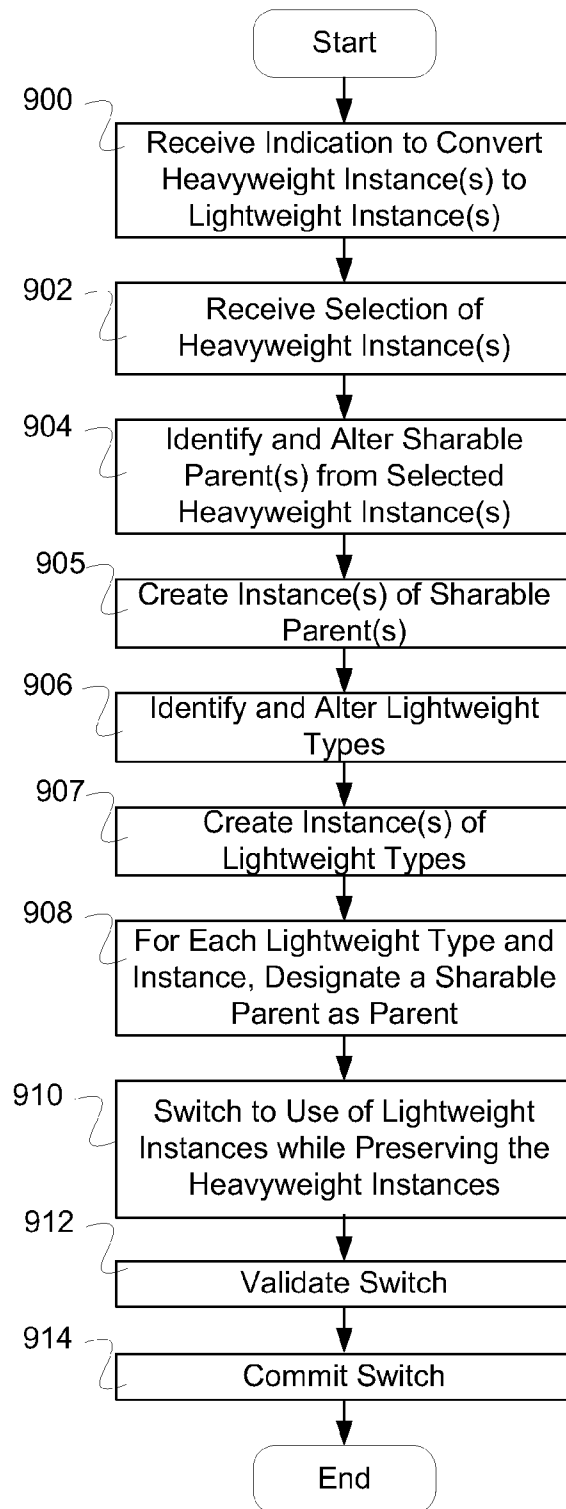 Start
900
Receive Indication to Convert
Heavyweight Instance(s) to
Lightweight Instance(s)
902
Receive Selection of
Heavyweight Instance(s)
904
Identify and Alter Sharable
Parent(s) from Selected
Heavyweight Instance(s)
905
Create Instance(s) of Sharable
Parent(s)
906
Identify and Alter Lightweight
Types
907
Create Instance(s) of
Lightweight Types
908
For Each Lightweight Type and
Instance, Designate a Sharable
Parent as Parent
910
Switch to Use of Lightweight
Instances while Preserving the
Heavyweight Instances
912
Validate Switch
914
Commit Switch
End